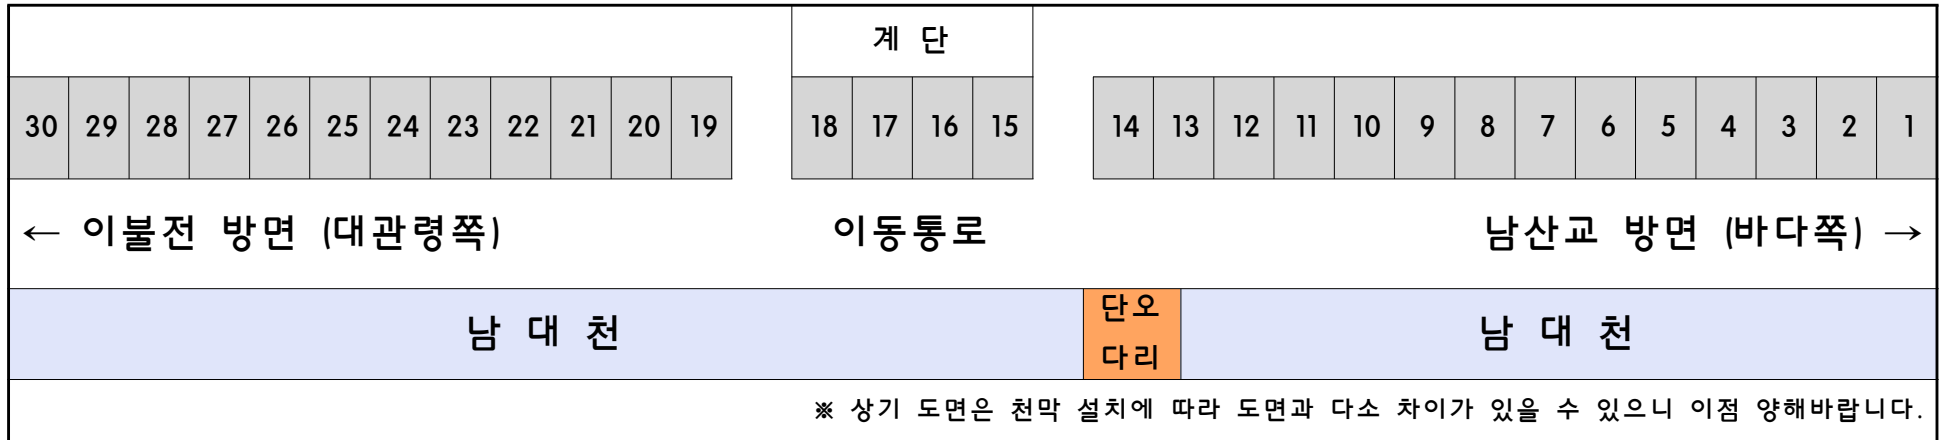 계 단
30 29 28 27 26 25 24 23 22 21 20 19 18 17 16 15 14 13 12 11 10 9 8 7 6 5 4 3 2 1
← 이불전 방면 (대관령쪽) 이동통로 남산교 방면 (바다쪽) →
남 대 천
단오
다리
남 대 천
※ 상기 도면은 천막 설치에 따라 도면과 다소 차이가 있을 수 있으니 이점 양해바랍니다.